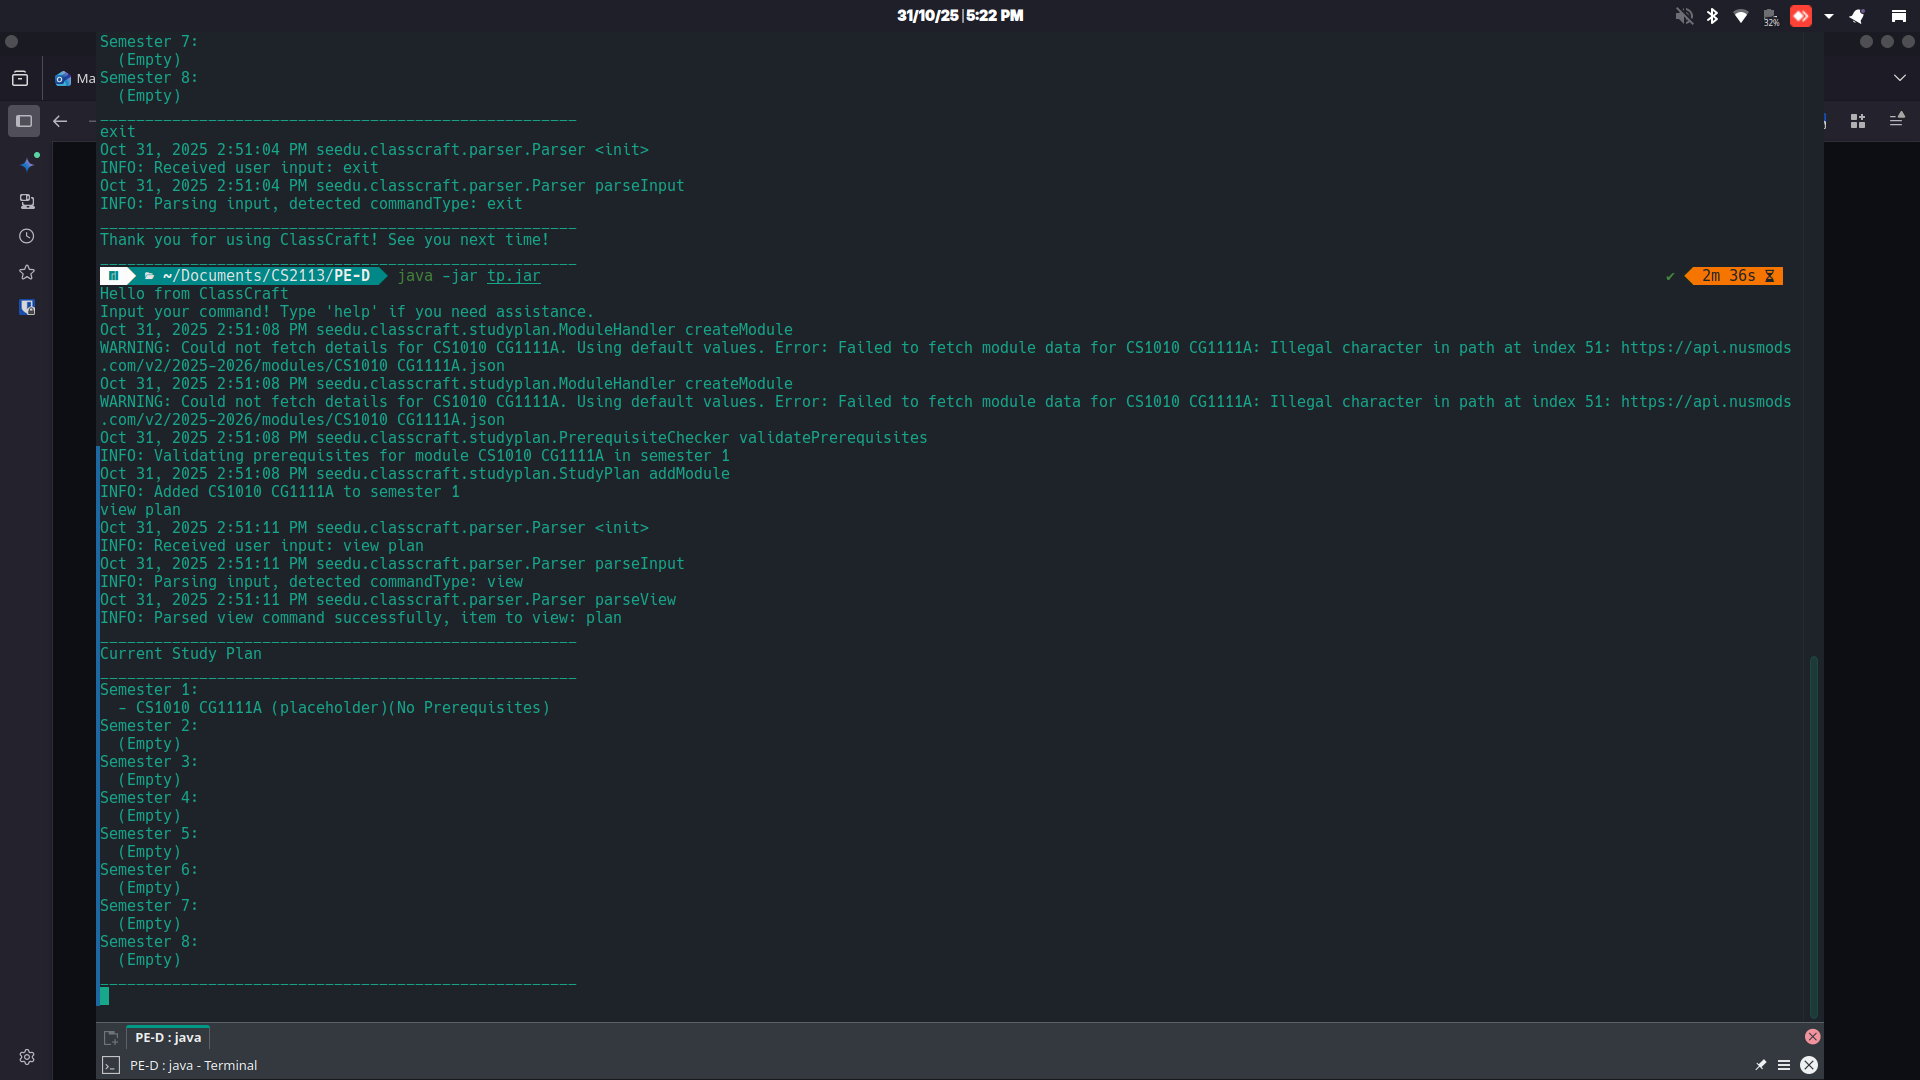 31/10/25 | 5:22 PM
32%
Ma
Semester 7:
(Empty)
Semester 8:
(Empty)
_____________________________________________________
exit
Oct 31, 2025 2:51:04 PM seedu.classcraft.parser.Parser <init>
INFO: Received user input: exit
Oct 31, 2025 2:51:04 PM seedu.classcraft.parser.Parser parseInput
INFO: Parsing input, detected commandType: exit
_____________________________________________________
Thank you for using ClassCraft! See you next time!
_____________________________________________________
~/Documents/CS2113/PE-D java -jar tp.jar ✔ 2m 36s
Hello from ClassCraft
Input your command! Type 'help' if you need assistance.
Oct 31, 2025 2:51:08 PM seedu.classcraft.studyplan.ModuleHandler createModule
WARNING: Could not fetch details for CS1010 CG1111A. Using default values. Error: Failed to fetch module data for CS1010 CG1111A: Illegal character in path at index 51: https://api.nusmods
.com/v2/2025-2026/modules/CS1010 CG1111A.json
Oct 31, 2025 2:51:08 PM seedu.classcraft.studyplan.ModuleHandler createModule
WARNING: Could not fetch details for CS1010 CG1111A. Using default values. Error: Failed to fetch module data for CS1010 CG1111A: Illegal character in path at index 51: https://api.nusmods
.com/v2/2025-2026/modules/CS1010 CG1111A.json
Oct 31, 2025 2:51:08 PM seedu.classcraft.studyplan.PrerequisiteChecker validatePrerequisites
INFO: Validating prerequisites for module CS1010 CG1111A in semester 1
Oct 31, 2025 2:51:08 PM seedu.classcraft.studyplan.StudyPlan addModule
INFO: Added CS1010 CG1111A to semester 1
view plan
Oct 31, 2025 2:51:11 PM seedu.classcraft.parser.Parser <init>
INFO: Received user input: view plan
Oct 31, 2025 2:51:11 PM seedu.classcraft.parser.Parser parseInput
INFO: Parsing input, detected commandType: view
Oct 31, 2025 2:51:11 PM seedu.classcraft.parser.Parser parseView
INFO: Parsed view command successfully, item to view: plan
_____________________________________________________
Current Study Plan
_____________________________________________________
Semester 1:
- CS1010 CG1111A (placeholder)(No Prerequisites)
Semester 2:
(Empty)
Semester 3:
(Empty)
Semester 4:
(Empty)
Semester 5:
(Empty)
Semester 6:
(Empty)
Semester 7:
(Empty)
Semester 8:
(Empty)
_____________________________________________________
PE-D : java
PE-D : java - Terminal